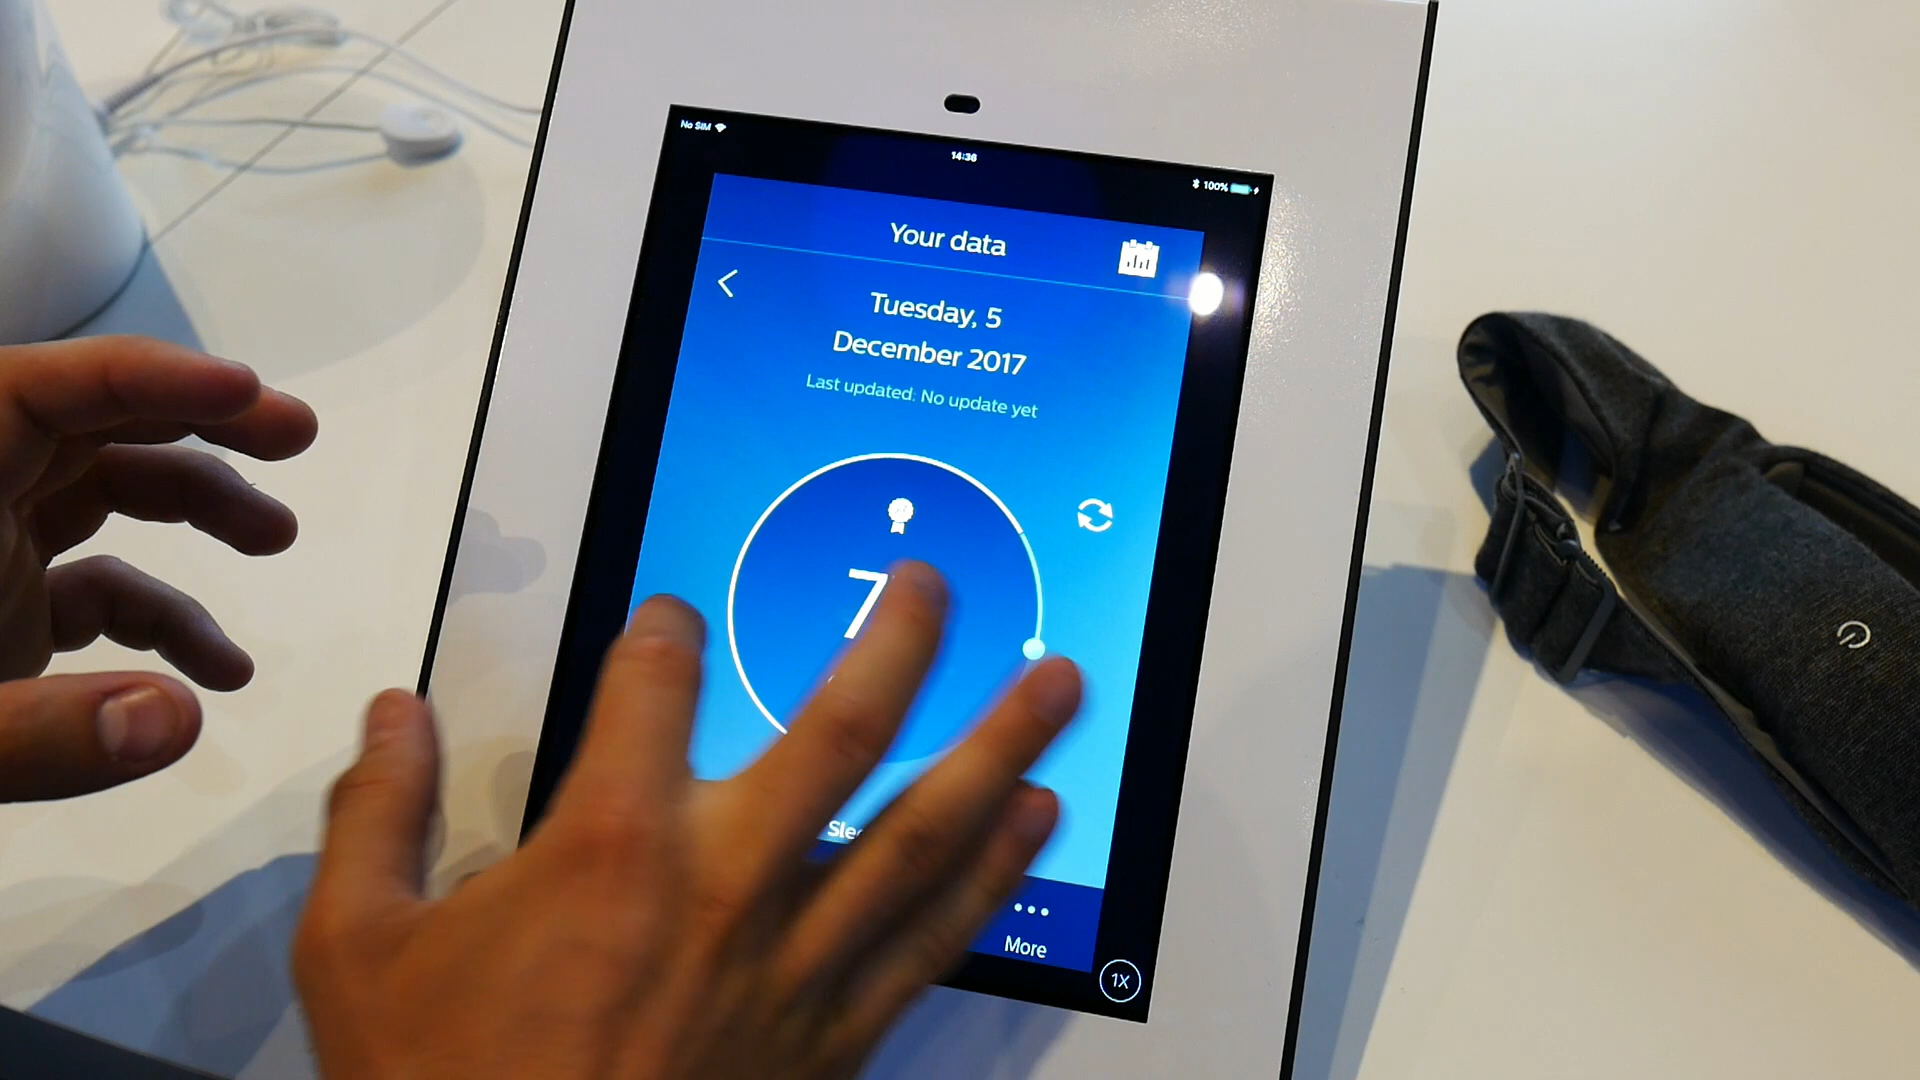 No SIM
14:36
100%
Your data
Tuesday, 5
December 2017
Last updated: No update yet
More
1X